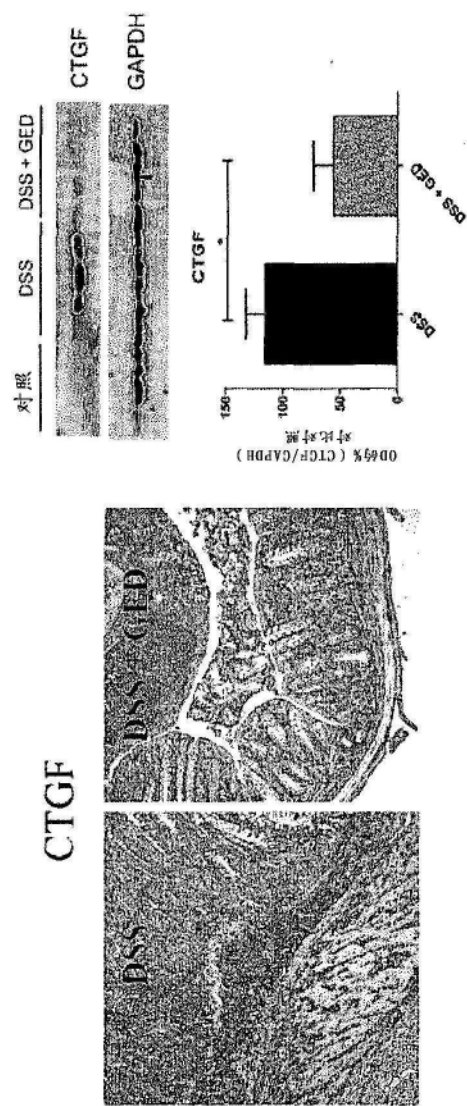 CTGF
DSS
DSS + GED
对照
DSS
DSS + GED
CTGF
GAPDH
CTGF
*
150
100
50
0
OD的% (CTGF/GAPDH)
对比对照
DSS
DSS + GED